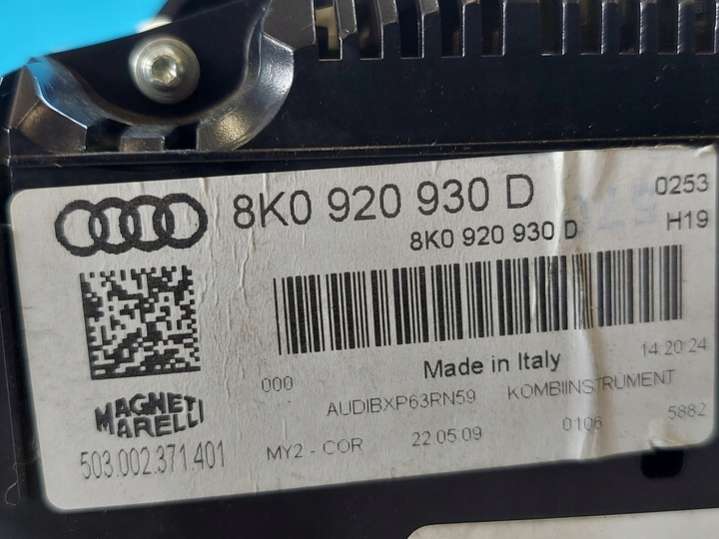 8K0 920 930 D
0253
8K0 920 930 D
H19
Made in Italy
14:20:24
000
AUDIBXP63RN59
KOMBIINSTRUMENT
MAGNETI
MARELLI
503.002.371.401
MY2 - COR
22.05.09
0106
5882